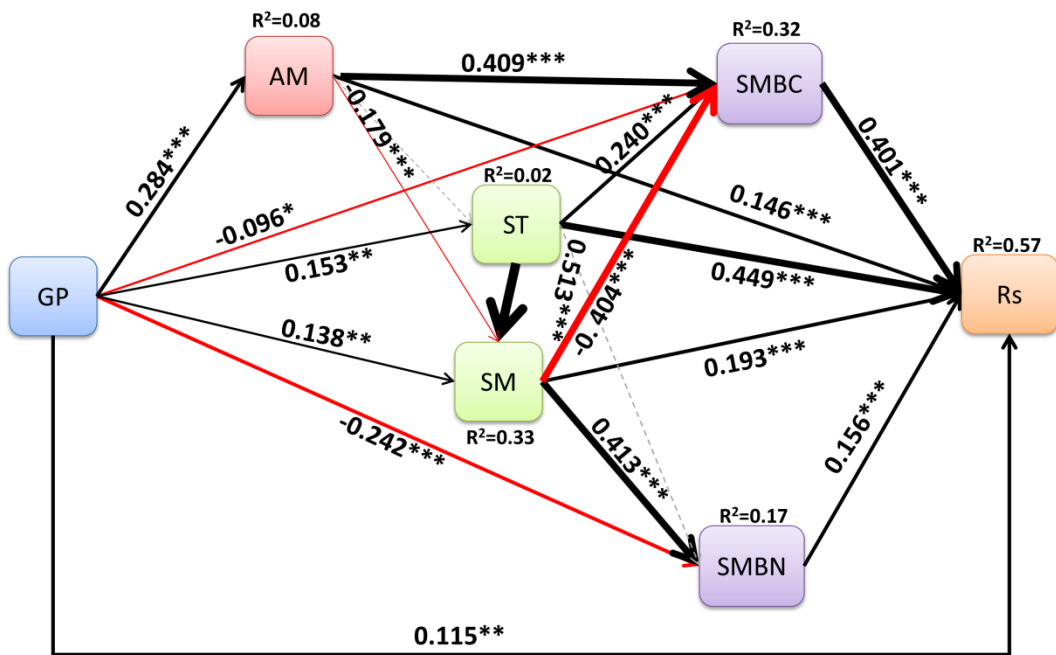 R²=0.08
AM
R²=0.32
SMBC
0.409***
-0.179***
0.240***
0.284***
0.401***
R²=0.02
ST
0.146***
-0.096*
R²=0.57
Rs
GP
0.153**
0.513***
-0.404***
0.449***
0.138**
SM
R²=0.33
0.193***
-0.242***
0.413***
0.156***
R²=0.17
SMBN
0.115**